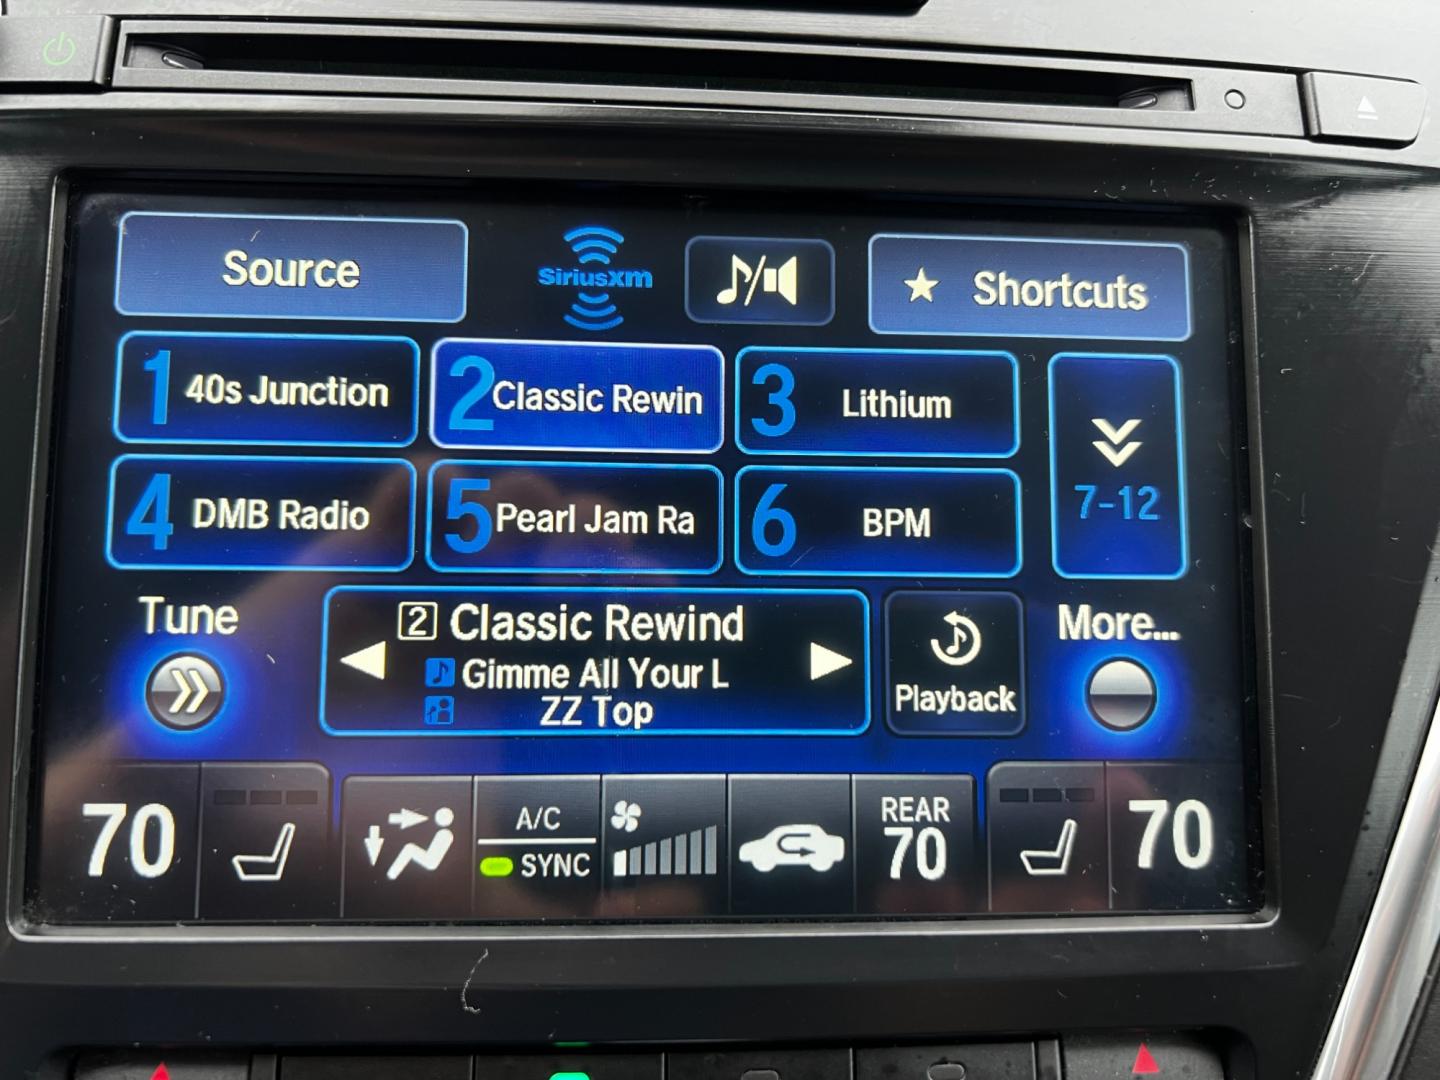 Source
siriusxm
Shortcuts
1 40s Junction
2 Classic Rewin
3 Lithium
7-12
4 DMB Radio
5 Pearl Jam Ra
6 BPM
Tune
2 Classic Rewind
Gimme All Your L
ZZ Top
Playback
More...
70
A/C
SYNC
REAR
70
70